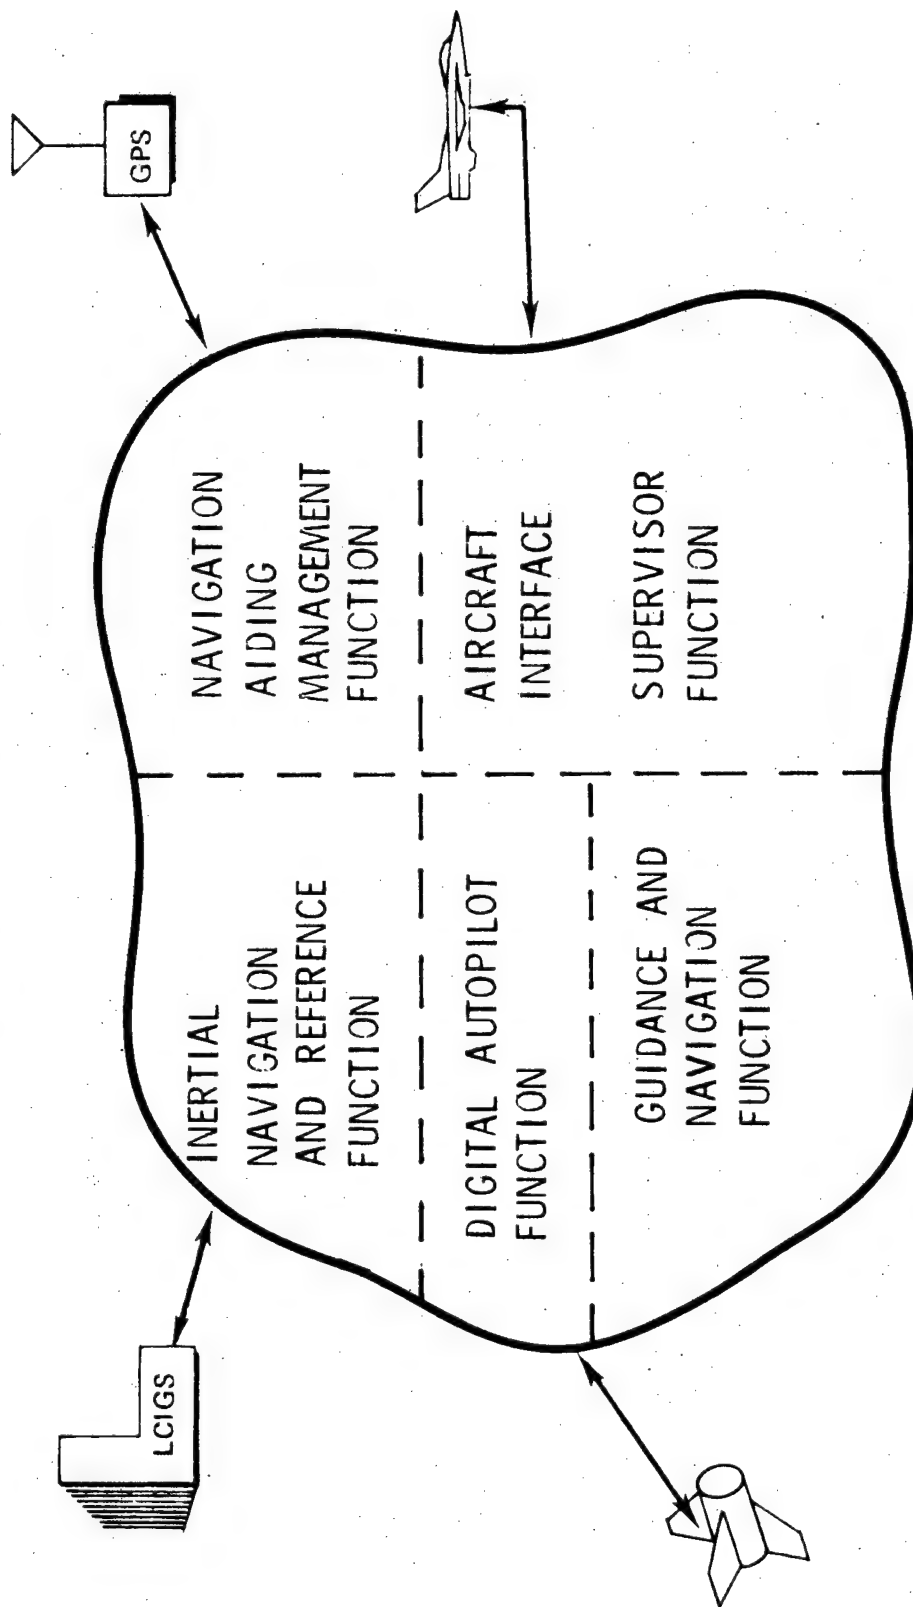 LCIGS
GPS
INERTIAL
NAVIGATION
AND REFERENCE
FUNCTION
NAVIGATION
AIDING
MANAGEMENT
FUNCTION
DIGITAL AUTOPILOT
FUNCTION
AIRCRAFT
INTERFACE
GUIDANCE AND
NAVIGATION
FUNCTION
SUPERVISOR
FUNCTION